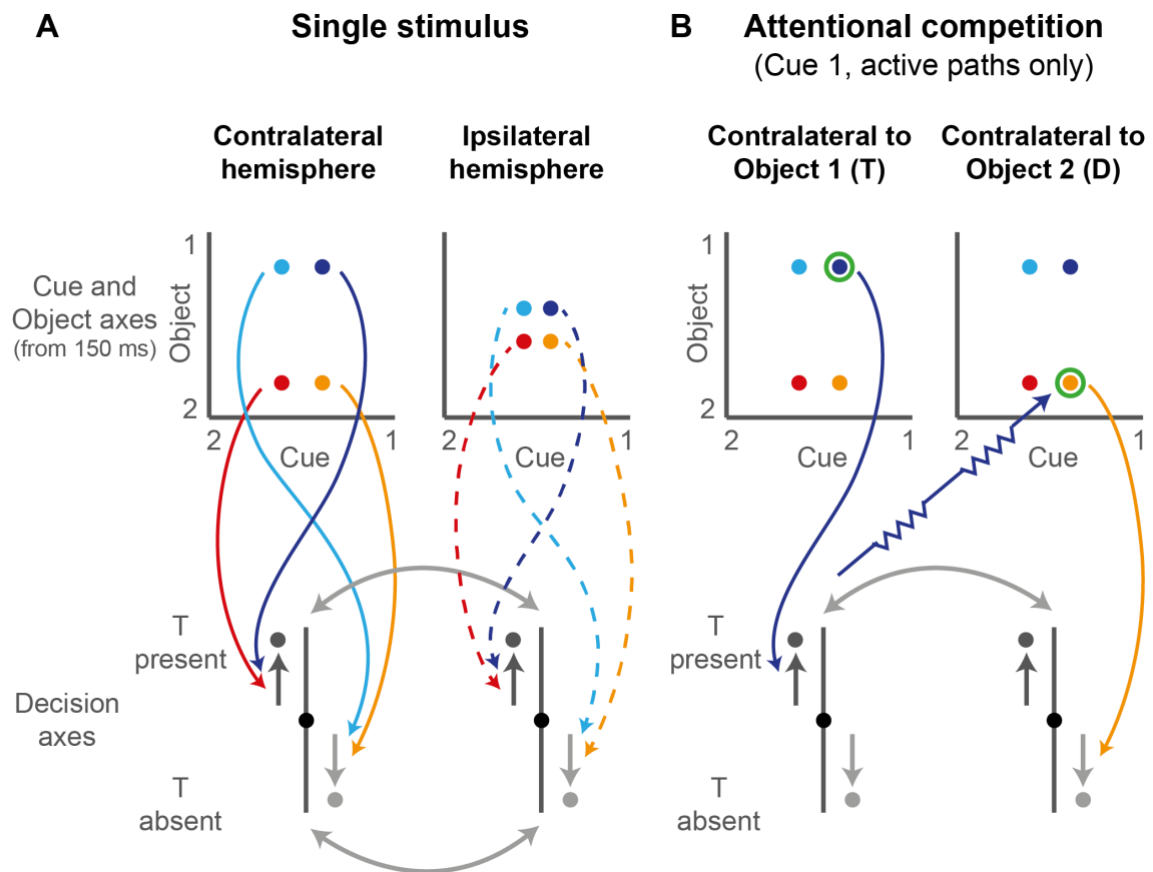 A
Single stimulus
B
Attentional competition
(Cue 1, active paths only)
Contralateral
hemisphere
Ipsilateral
hemisphere
Contralateral to
Object 1 (T)
Contralateral to
Object 2 (D)
Cue and
Object axes
(from 150 ms)
1
Object
2
2
Cue
1
2
Cue
1
1
Object
2
2
Cue
1
2
Cue
1
T
present
Decision
axes
T
absent
T
present
T
absent